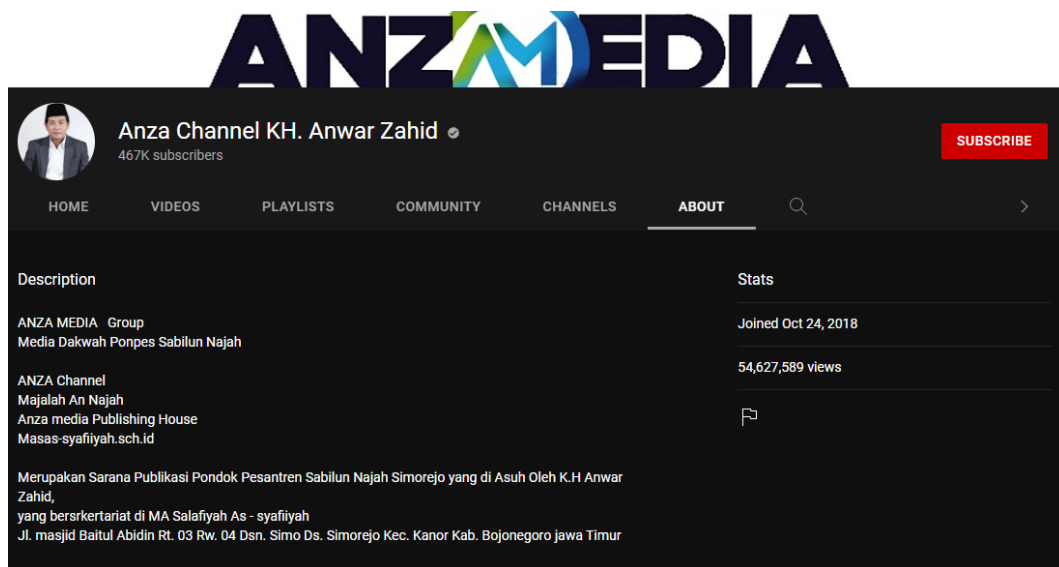 ANZAMEDIA
Anza Channel KH. Anwar Zahid
467K subscribers
SUBSCRIBE
HOME VIDEOS PLAYLISTS COMMUNITY CHANNELS ABOUT
Description
ANZA MEDIA Group
Media Dakwah Ponpes Sabilun Najah
ANZA Channel
Majalah An Najah
Anza media Publishing House
Masas-syafiiyah.sch.id
Merupakan Sarana Publikasi Pondok Pesantren Sabilun Najah Simorejo yang di Asuh Oleh K.H Anwar
Zahid,
yang bersrkertariat di MA Salafiyah As - syafiiyah
Jl. masjid Baitul Abidin Rt. 03 Rw. 04 Dsn. Simo Ds. Simorejo Kec. Kanor Kab. Bojonegoro jawa Timur
Stats
Joined Oct 24, 2018
54,627,589 views